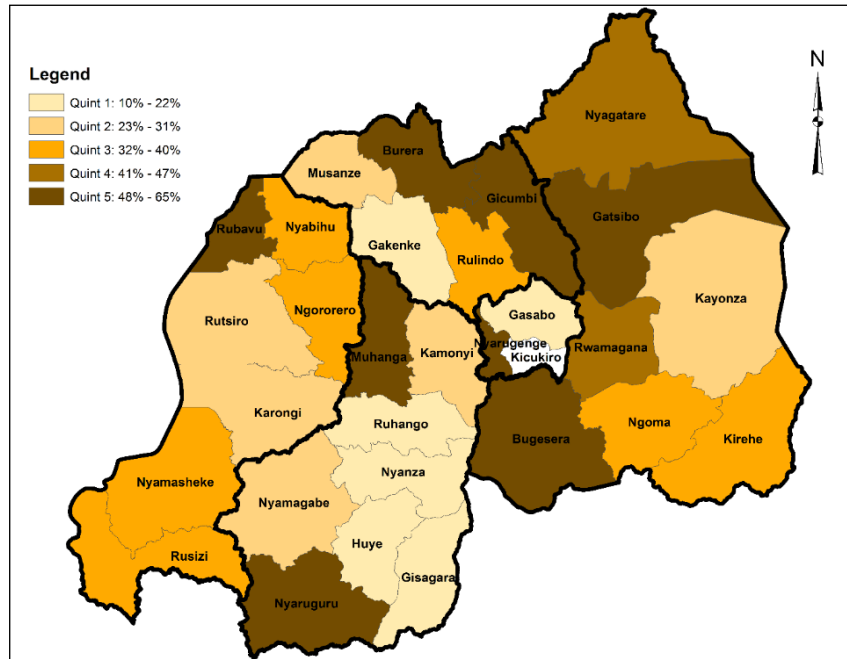 N
Legend
Quint 1: 10% - 22%
Quint 2: 23% - 31%
Quint 3: 32% - 40%
Quint 4: 41% - 47%
Quint 5: 48% - 65%
Nyagatare
Burera
Musanze
Gicumbi
Gatsibo
Rubavu
Nyabihu
Gakenke
Rulindo
Kayonza
Ngororero
Gasabo
Rutsiro
Nyarugenge
Rwamagana
Muhanga
Kamonyi
Kicukiro
Karongi
Ruhango
Bugesera
Ngoma
Kirehe
Nyanza
Nyamasheke
Nyamagabe
Huye
Rusizi
Gisagara
Nyaruguru